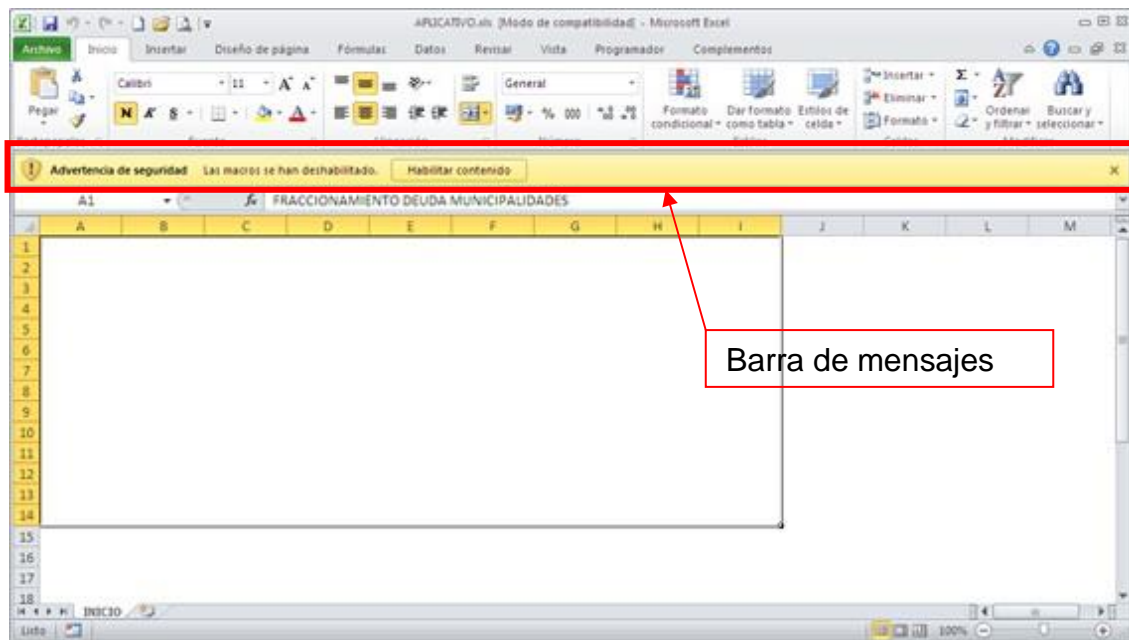 APLICATIVO.xls [Modo de compatibilidad] - Microsoft Excel
Archivo Inicio Insertar Diseño de página Fórmulas Datos Revisar Vista Programador Complementos
Pegar Calibri 11 A A General Formato condicional Dar formato como tabla Estilos de celda Insertar Eliminar Formato Σ Ordenar y filtrar Buscar y seleccionar
N K S A % 000
Advertencia de seguridad Las macros se han deshabilitado. Habilitar contenido
A1 fx FRACCIONAMIENTO DEUDA MUNICIPALIDADES
A B C D E F G H I J K L M
1
2
3
4
5
6
Barra de mensajes
7
8
9
10
11
12
13
14
15
16
17
18
INICIO
Listo 100%